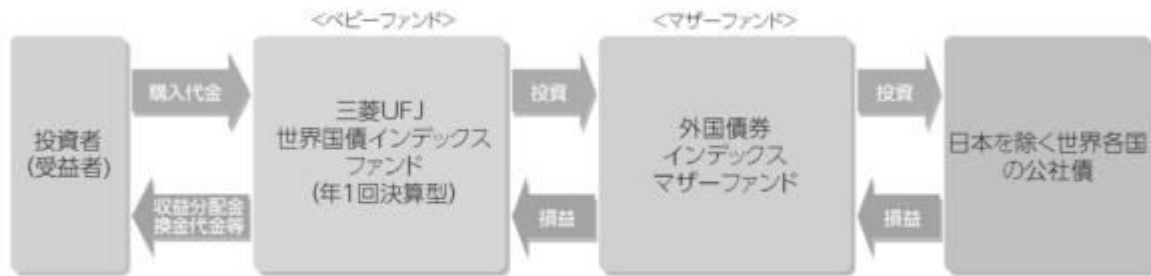 <ベビーファンド>
<マザーファンド>
投資者
(受益者)
購入代金
収益分配金
換金代金等
三菱UFJ
世界国債インデックス
ファンド
(年1回決算型)
投資
損益
外国債券
インデックス
マザーファンド
投資
損益
日本を除く世界各国
の公社債